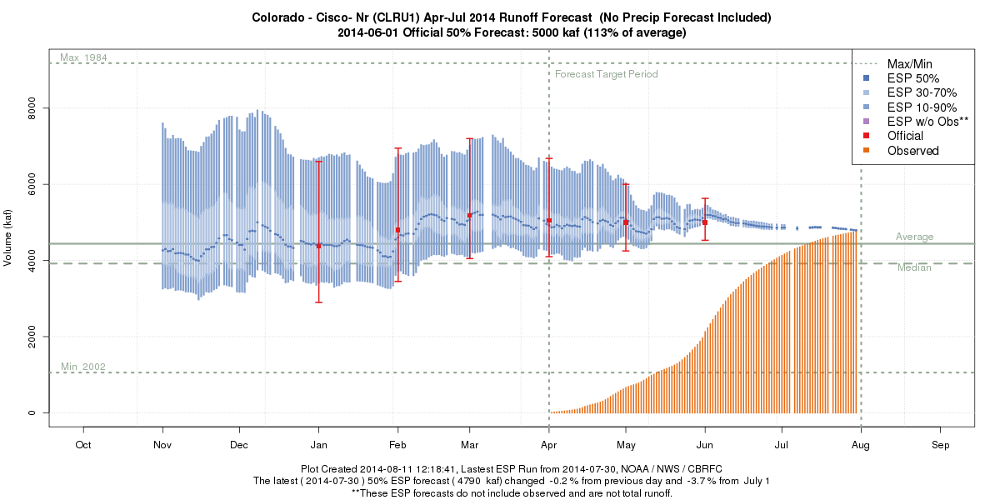 Colorado - Cisco- Nr (CLRU1) Apr-Jul 2014 Runoff Forecast (No Precip Forecast Included)
2014-06-01 Official 50% Forecast: 5000 kaf (113% of average)
Max 1984
Forecast Target Period
Max/Min
ESP 50%
ESP 30-70%
ESP 10-90%
ESP w/o Obs**
Official
Observed
Average
Median
Min 2002
Volume (kaf)
8000
6000
4000
2000
0
Oct Nov Dec Jan Feb Mar Apr May Jun Jul Aug Sep
Plot Created 2014-08-11 12:18:41, Lastest ESP Run from 2014-07-30, NOAA / NWS / CBRFC
The latest ( 2014-07-30 ) 50% ESP forecast ( 4790 kaf) changed -0.2 % from previous day and -3.7 % from July 1
**These ESP forecasts do not include observed and are not total runoff.